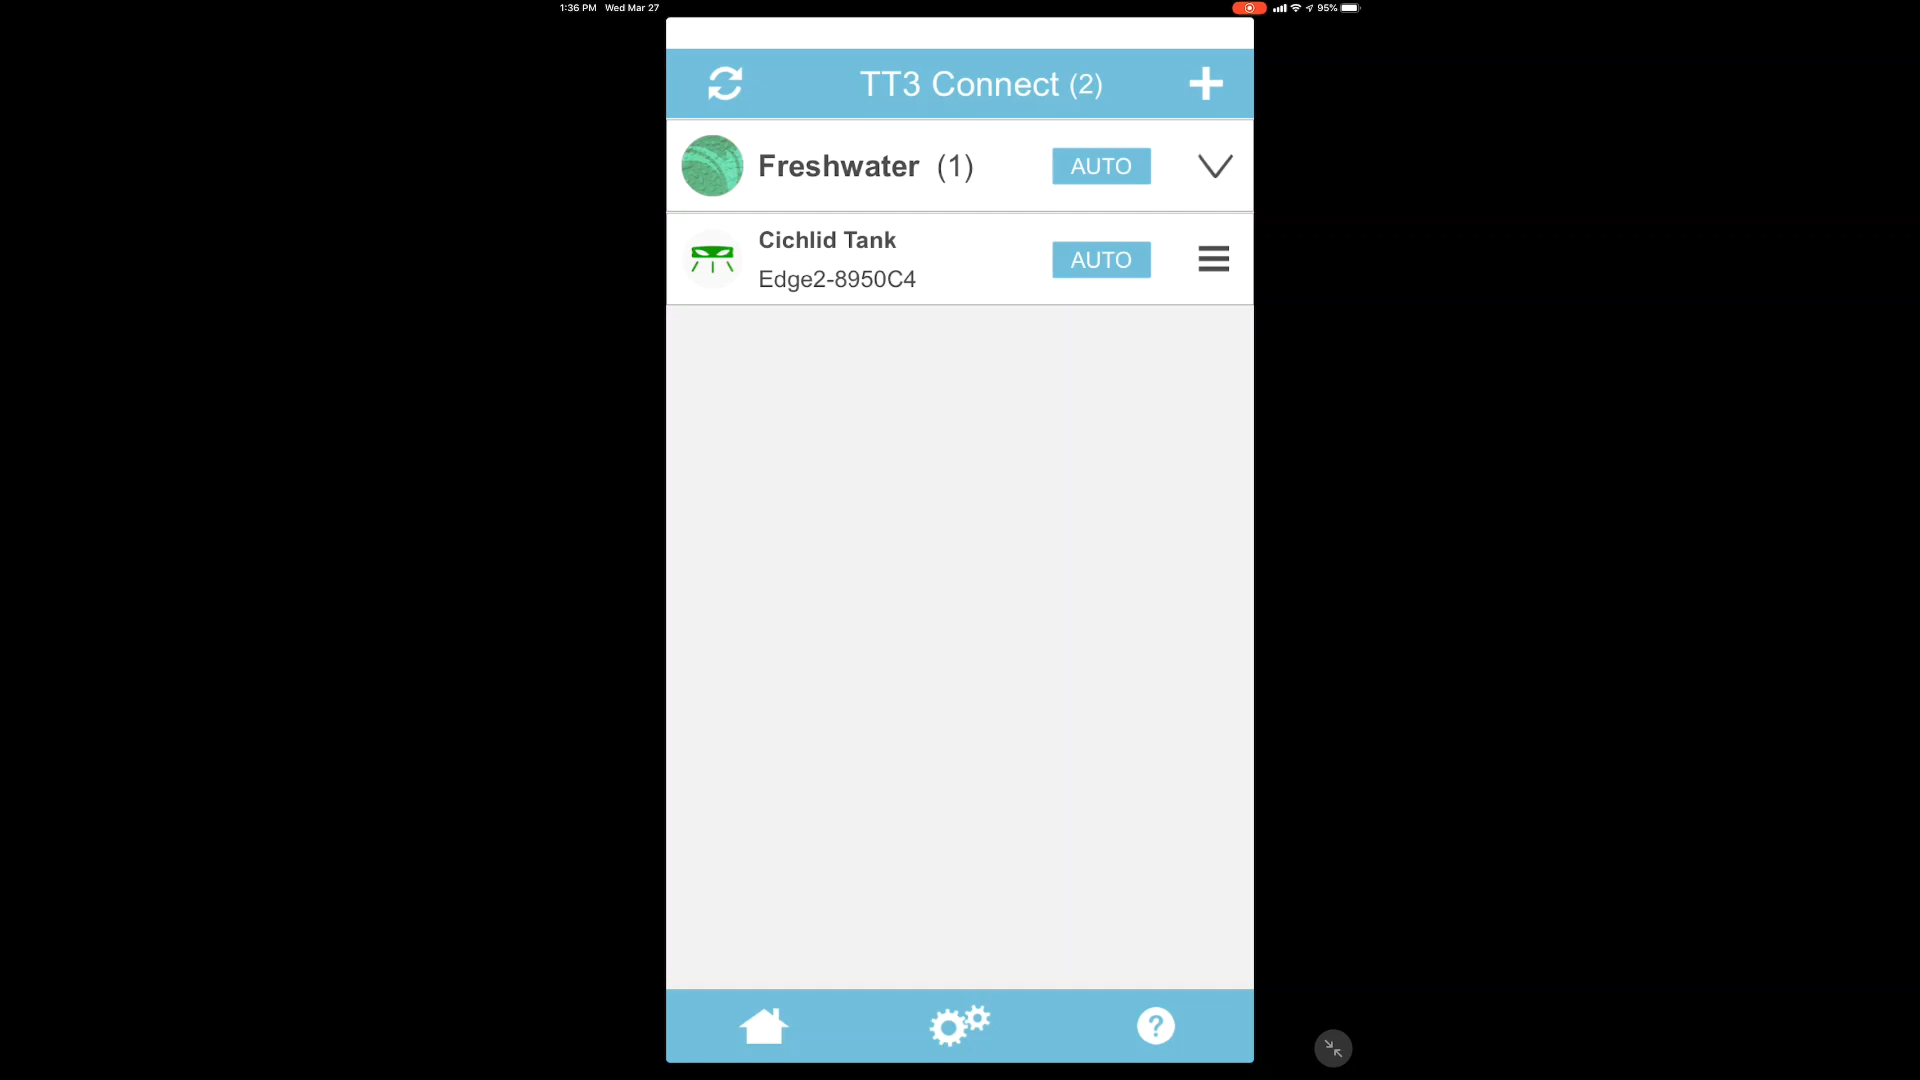 1:36 PM Wed Mar 27
95%
TT3 Connect (2)
Freshwater (1)
AUTO
Cichlid Tank
AUTO
Edge2-8950C4
?